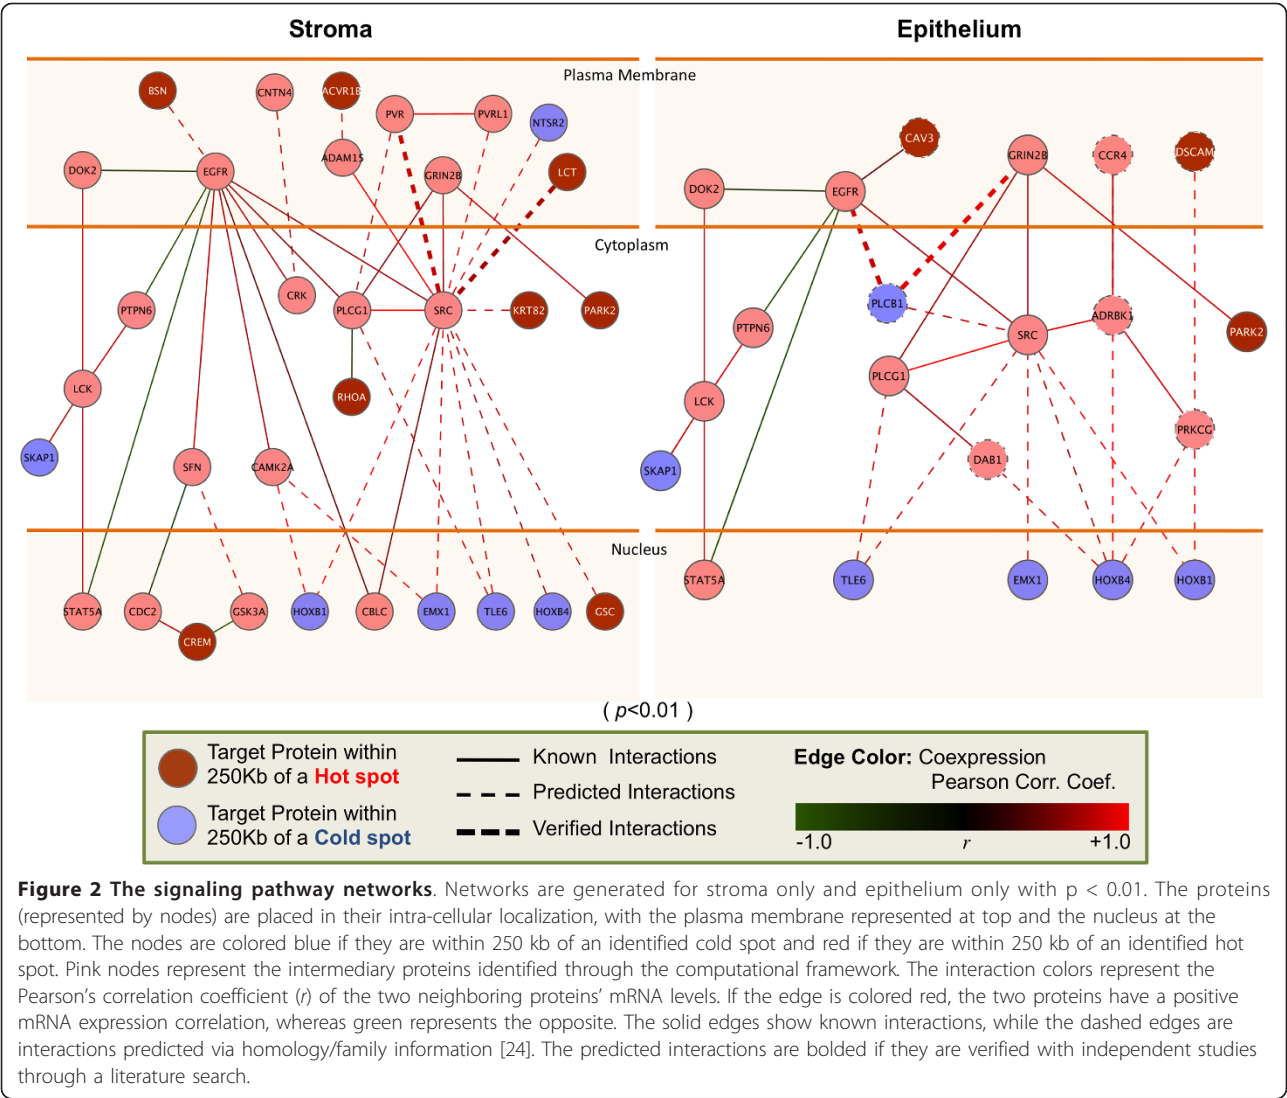 Stroma
Epithelium
Plasma Membrane
BSN
CNTN4
ACVR1B
PVR
PVRL1
NTSR2
DOK2
EGFR
ADAM15
GRIN2B
LCT
CAV3
GRIN2B
CCR4
DSCAM
DOK2
EGFR
Cytoplasm
PTPN6
CRK
PLCG1
SRC
KRT82
PARK2
LCK
RHOA
SKAP1
SFN
CAMK2A
PLCB1
PTPN6
SRC
ADRBK1
PARK2
PLCG1
LCK
PRKCG
SKAP1
DAB1
Nucleus
STAT5A
CDC2
GSK3A
HOXB1
CBLC
EMX1
TLE6
HOXB4
GSC
CREM
STAT5A
TLE6
EMX1
HOXB4
HOXB1
( p<0.01 )
Target Protein within
250Kb of a Hot spot
Target Protein within
250Kb of a Cold spot
Known Interactions
Predicted Interactions
Verified Interactions
Edge Color: Coexpression
Pearson Corr. Coef.
-1.0 r +1.0
Figure 2 The signaling pathway networks. Networks are generated for stroma only and epithelium only with p < 0.01. The proteins
(represented by nodes) are placed in their intra-cellular localization, with the plasma membrane represented at top and the nucleus at the
bottom. The nodes are colored blue if they are within 250 kb of an identified cold spot and red if they are within 250 kb of an identified hot
spot. Pink nodes represent the intermediary proteins identified through the computational framework. The interaction colors represent the
Pearson's correlation coefficient (r) of the two neighboring proteins' mRNA levels. If the edge is colored red, the two proteins have a positive
mRNA expression correlation, whereas green represents the opposite. The solid edges show known interactions, while the dashed edges are
interactions predicted via homology/family information [24]. The predicted interactions are bolded if they are verified with independent studies
through a literature search.